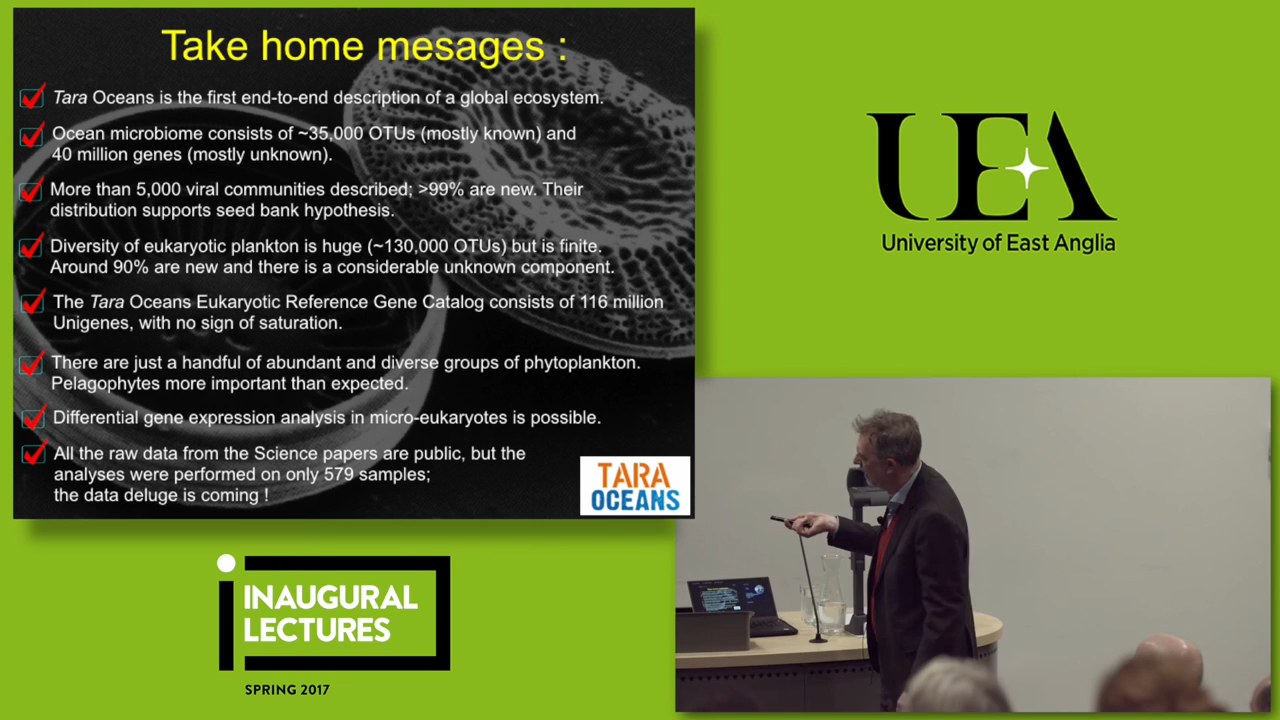 Take home mesages :
Tara Oceans is the first end-to-end description of a global ecosystem.
Ocean microbiome consists of ~35,000 OTUs (mostly known) and
40 million genes (mostly unknown).
More than 5,000 viral communities described; >99% are new. Their
distribution supports seed bank hypothesis.
Diversity of eukaryotic plankton is huge (~130,000 OTUs) but is finite.
Around 90% are new and there is a considerable unknown component.
The Tara Oceans Eukaryotic Reference Gene Catalog consists of 116 million
Unigenes, with no sign of saturation.
There are just a handful of abundant and diverse groups of phytoplankton.
Pelagophytes more important than expected.
Differential gene expression analysis in micro-eukaryotes is possible.
All the raw data from the Science papers are public, but the
analyses were performed on only 579 samples;
the data deluge is coming !
TARA
OCEANS
UEA
University of East Anglia
INAUGURAL
LECTURES
SPRING 2017